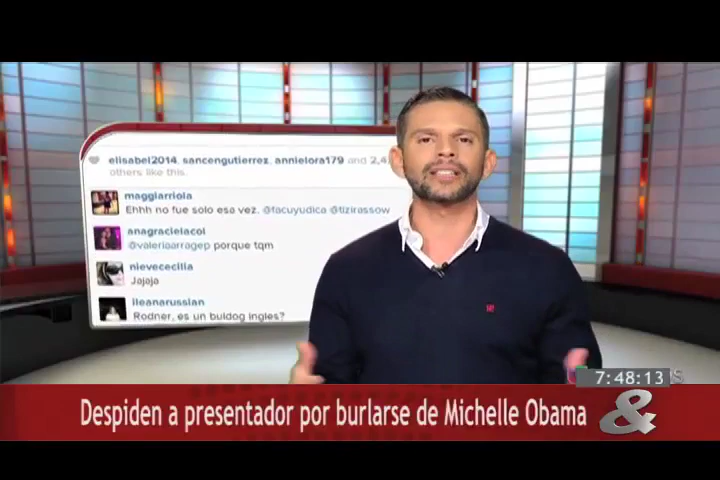 elisabel2014, sancengutierrez, annielora179 and 2,4
others like this.
maggiarriola
Ehhh no fue solo esa vez. @facuyudica @tizirassow
anagracielacol
@valeriaarragep porque tqm
nievececilia
Jajaja
ileanarussian
Rodner, es un buldog ingles?
7:48:13
Despiden a presentador por burlarse de Michelle Obama &